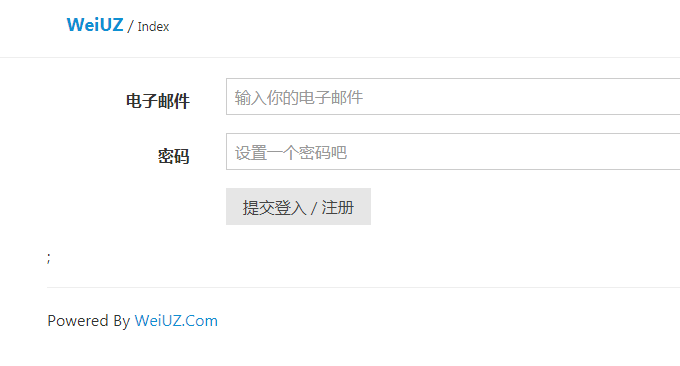 WeiUZ / Index
电子邮件 输入你的电子邮件
密码 设置一个密码吧
提交登入 / 注册
;
Powered By WeiUZ.Com